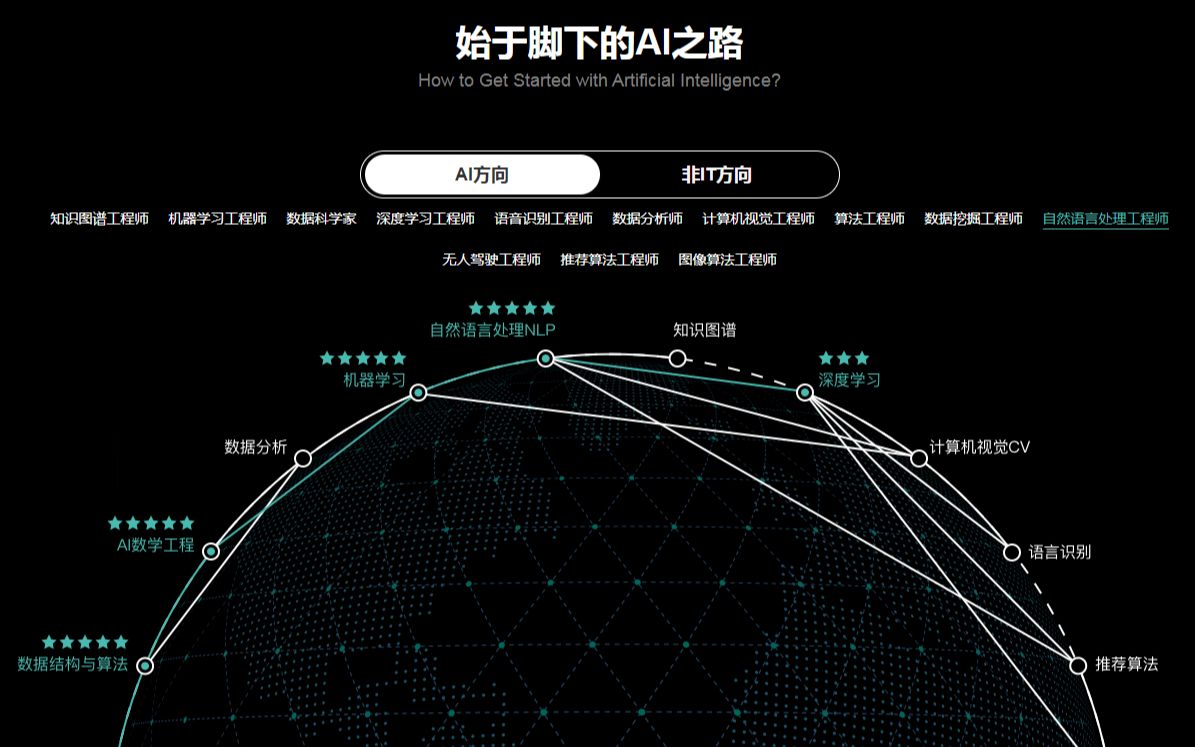 始于脚下的AI之路
How to Get Started with Artificial Intelligence?
AI方向 非IT方向
知识图谱工程师 机器学习工程师 数据科学家 深度学习工程师 语音识别工程师 数据分析师 计算机视觉工程师 算法工程师 数据挖掘工程师 自然语言处理工程师
无人驾驶工程师 推荐算法工程师 图像算法工程师
自然语言处理NLP
知识图谱
机器学习
深度学习
数据分析
计算机视觉CV
AI数学工程
语言识别
数据结构与算法
推荐算法